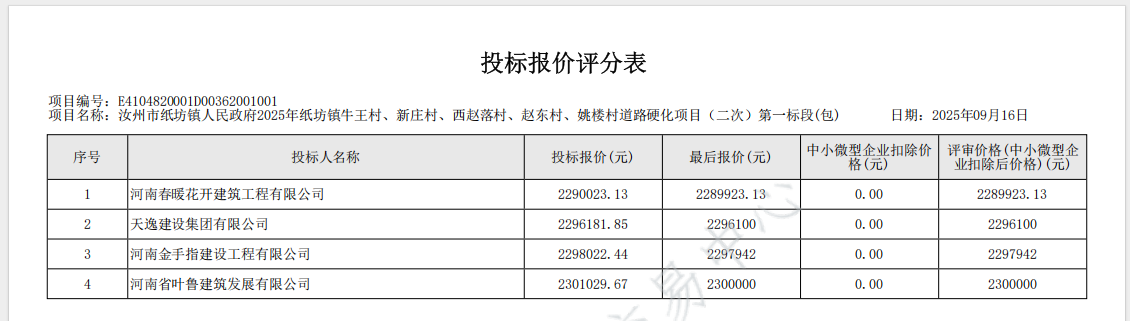 投标报价评分表
项目编号：E4104820001D00362001001
项目名称：汝州市纸坊镇人民政府2025年纸坊镇牛王村、新庄村、西赵落村、赵东村、姚楼村道路硬化项目（二次）第一标段(包) 日期：2025年09月16日
序号 投标人名称 投标报价(元) 最后报价(元) 中小微型企业扣除价格(元) 评审价格(中小微型企业扣除后价格)(元)
1 河南春暖花开建筑工程有限公司 2290023.13 2289923.13 0.00 2289923.13
2 天逸建设集团有限公司 2296181.85 2296100 0.00 2296100
3 河南金手指建设工程有限公司 2298022.44 2297942 0.00 2297942
4 河南省叶鲁建筑发展有限公司 2301029.67 2300000 0.00 2300000
易中心